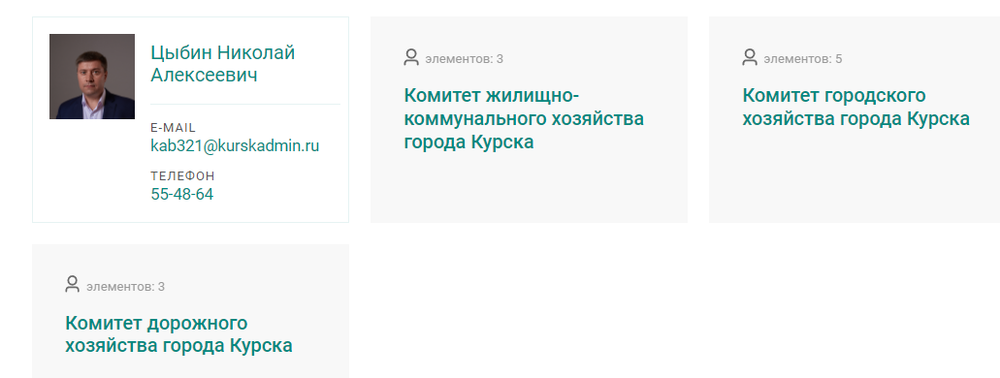 Цыбин Николай
Алексеевич
E-MAIL
kab321@kurskadmin.ru
ТЕЛЕФОН
55-48-64
элементов: 3
Комитет жилищно-
коммунального хозяйства
города Курска
элементов: 5
Комитет городского
хозяйства города Курска
элементов: 3
Комитет дорожного
хозяйства города Курска